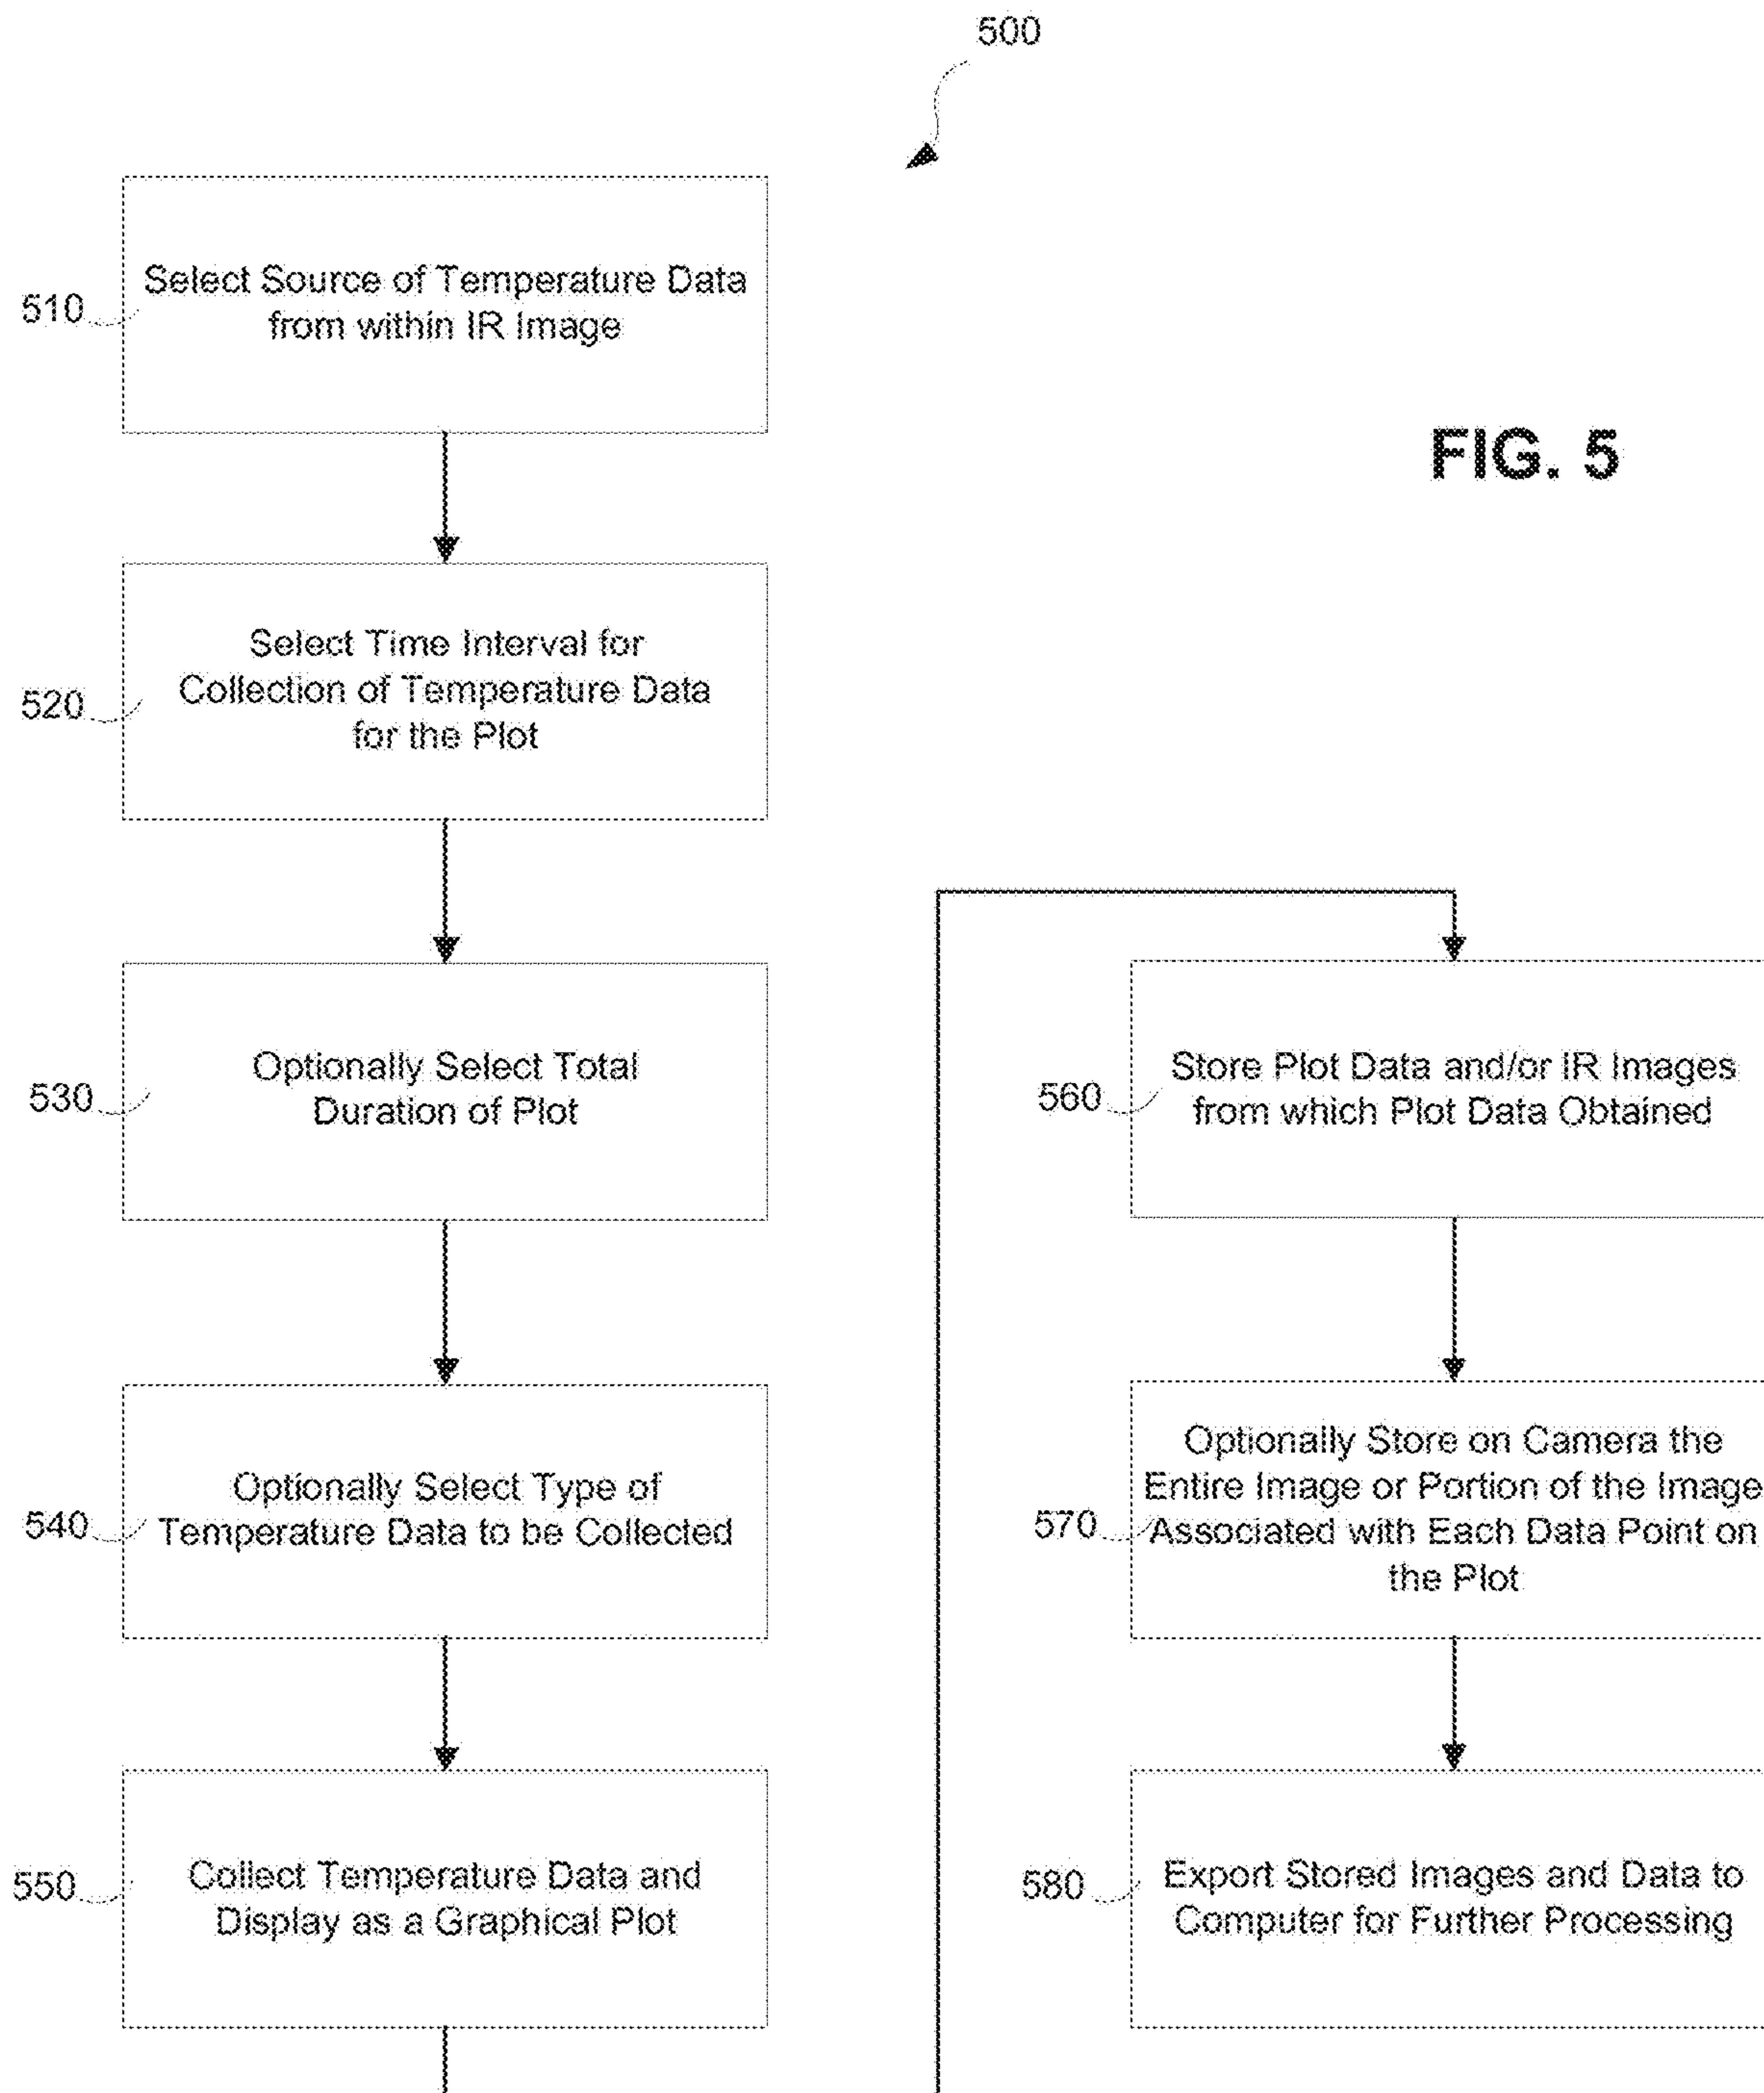 500
FIG. 5
510
Select Source of Temperature Data
from within IR Image
520
Select Time Interval for
Collection of Temperature Data
for the Plot
530
Optionally Select Total
Duration of Plot
540
Optionally Select Type of
Temperature Data to be Collected
550
Collect Temperature Data and
Display as a Graphical Plot
560
Store Plot Data and/or IR Images
from which Plot Data Obtained
570
Optionally Store on Camera the
Entire Image or Portion of the Image
Associated with Each Data Point on
the Plot
580
Export Stored Images and Data to
Computer for Further Processing